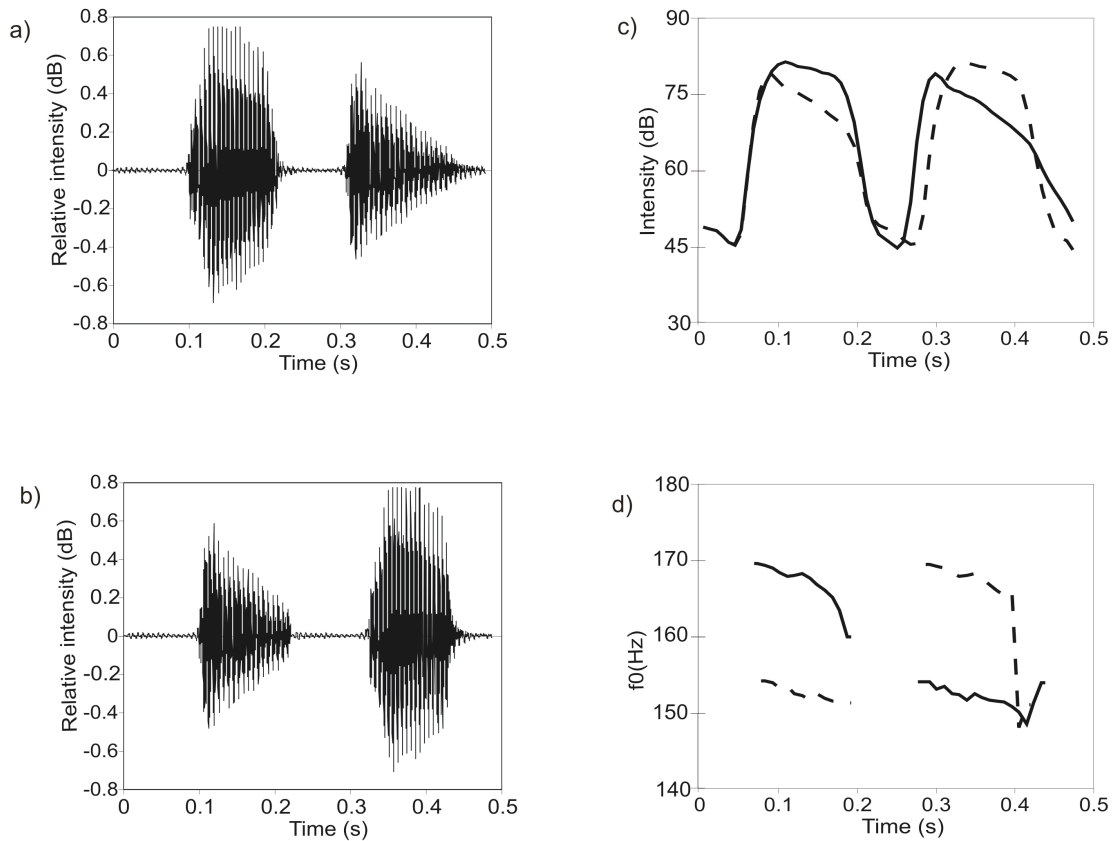 a)
Relative intensity (dB)
0.8
0.6
0.4
0.2
0
-0.2
-0.4
-0.6
-0.8
0 0.1 0.2 0.3 0.4 0.5
Time (s)
c)
Intensity (dB)
90
75
60
45
30
0 0.1 0.2 0.3 0.4 0.5
Time (s)
b)
Relative intensity (dB)
0.8
0.6
0.4
0.2
0
-0.2
-0.4
-0.6
-0.8
0 0.1 0.2 0.3 0.4 0.5
Time (s)
d)
f0(Hz)
180
170
160
150
140
0 0.1 0.2 0.3 0.4 0.5
Time (s)